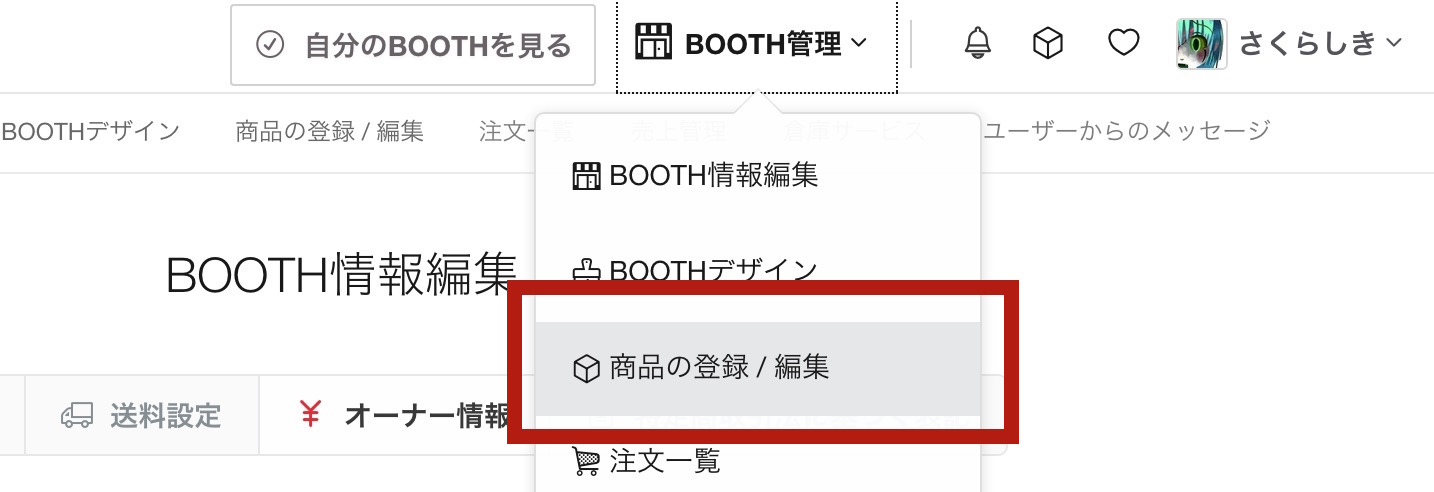 自分のBOOTHを見る
BOOTH管理
さくらしき
BOOTHデザイン
商品の登録 / 編集
注文一覧
売上管理
倉庫サービス
ユーザーからのメッセージ
BOOTH情報編集
BOOTHデザイン
商品の登録 / 編集
注文一覧
BOOTH情報編集
送料設定
¥ オーナー情報